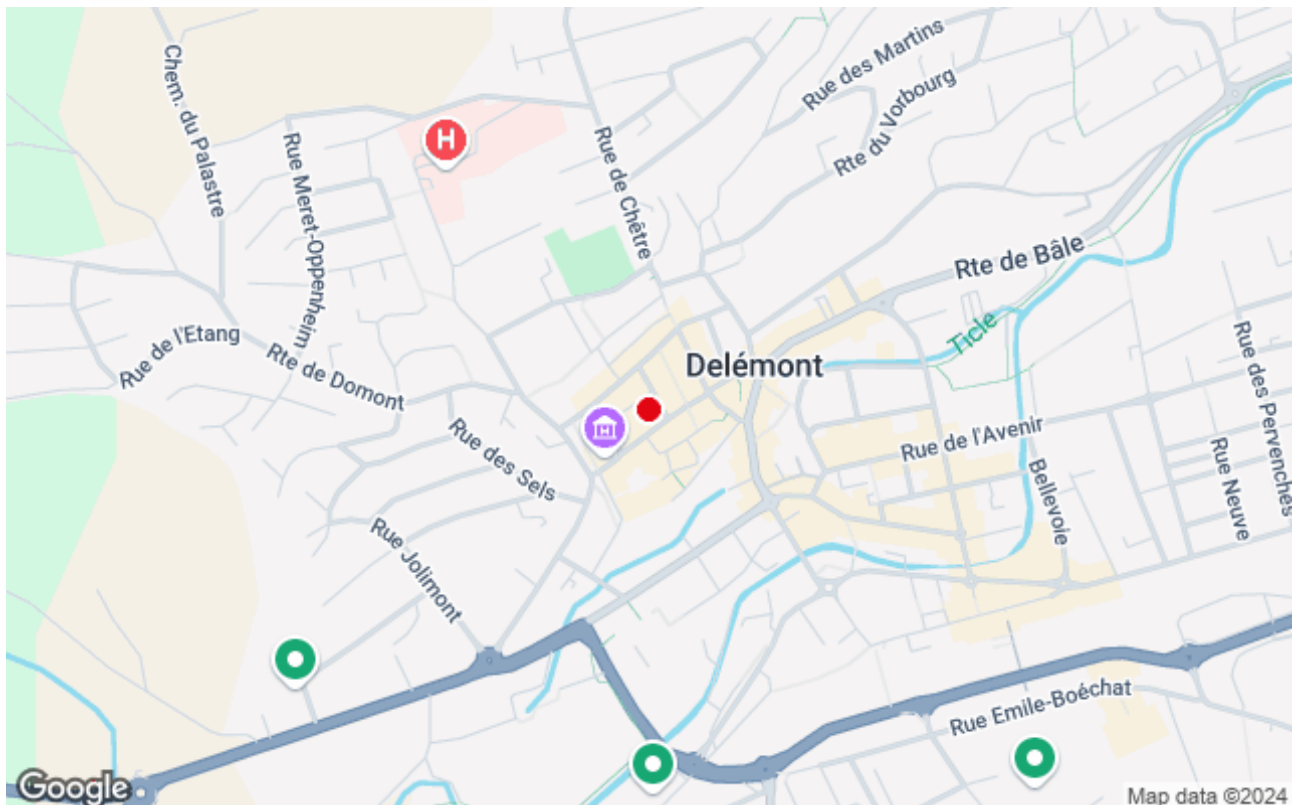 Chem. du Palastre
Rue Meret-Oppenheim
Rue de Chêtre
Rue des Martins
Rte du Vorbourg
H
Rte de Bâle
Ticle
Rue de l'Etang
Rte de Domont
Delémont
Rue des Sels
Rue de l'Avenir
Bellevoie
Rue Neuve
Rue des Pervenches
Rue Jolimont
Rue Emile-Boéchat
Google
Map data ©2024